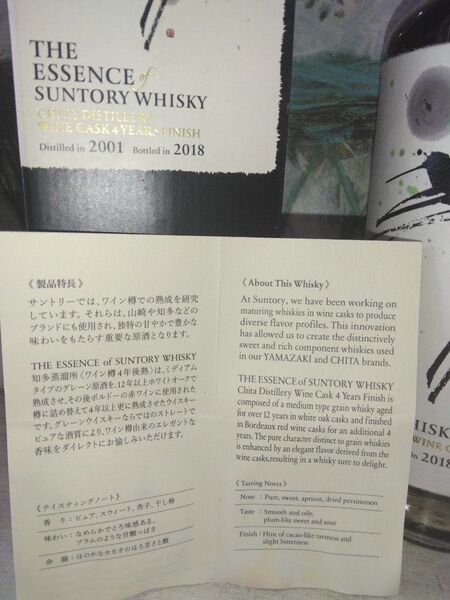 THE
ESSENCE of
SUNTORY WHISKY
CHITA DISTILLERY
WINE CASK 4 YEARS FINISH
Distilled in 2001 Bottled in 2018
《製品特長》
サントリーでは、ワイン樽での熟成を研究
しています。それらは、山崎や知多などの
ブランドにも使用され、独特の甘やかで豊かな
味わいをもたらす重要な原酒となります。
THE ESSENCE of SUNTORY WHISKY
知多蒸溜所〈ワイン樽4年後熟〉は、ミディアム
タイプのグレーン原酒を、12年以上ホワイトオークで
熟成させ、その後ボルドーの赤ワインに使用された
樽に詰め替えて4年以上更に熟成させたウイスキー
です。グレーンウイスキーならではのストレートで
ピュアな酒質により、ワイン樽由来のエレガントな
香味をダイレクトにお愉しみいただけます。
《テイスティングノート》
香り：ピュア、スウィート、杏子、干し柿
味わい：なめらかでとろ味感ある、
プラムのような甘酸っぱさ
余韻：ほのかなカカオのほろ苦さと酸
《About This Whisky》
At Suntory, we have been working on
maturing whiskies in wine casks to produce
diverse flavor profiles. This innovation
has allowed us to create the distinctively
sweet and rich component whiskies used
in our YAMAZAKI and CHITA brands.
THE ESSENCE of SUNTORY WHISKY
Chita Distillery Wine Cask 4 Years Finish is
composed of a medium type grain whisky aged
for over 12 years in white oak casks and finished
in Bordeaux red wine casks for an additional 4
years. The pure character distinct to grain whiskies
is enhanced by an elegant flavor derived from the
wine casks,resulting in a whisky sure to delight.
《Tasting Notes》
Nose : Pure, sweet, apricot, dried persimmon
Taste : Smooth and oily,
plum-like sweet and sour
Finish : Hint of cacao-like tartness and
slight bitterness
HISK
WINE C
in 2018